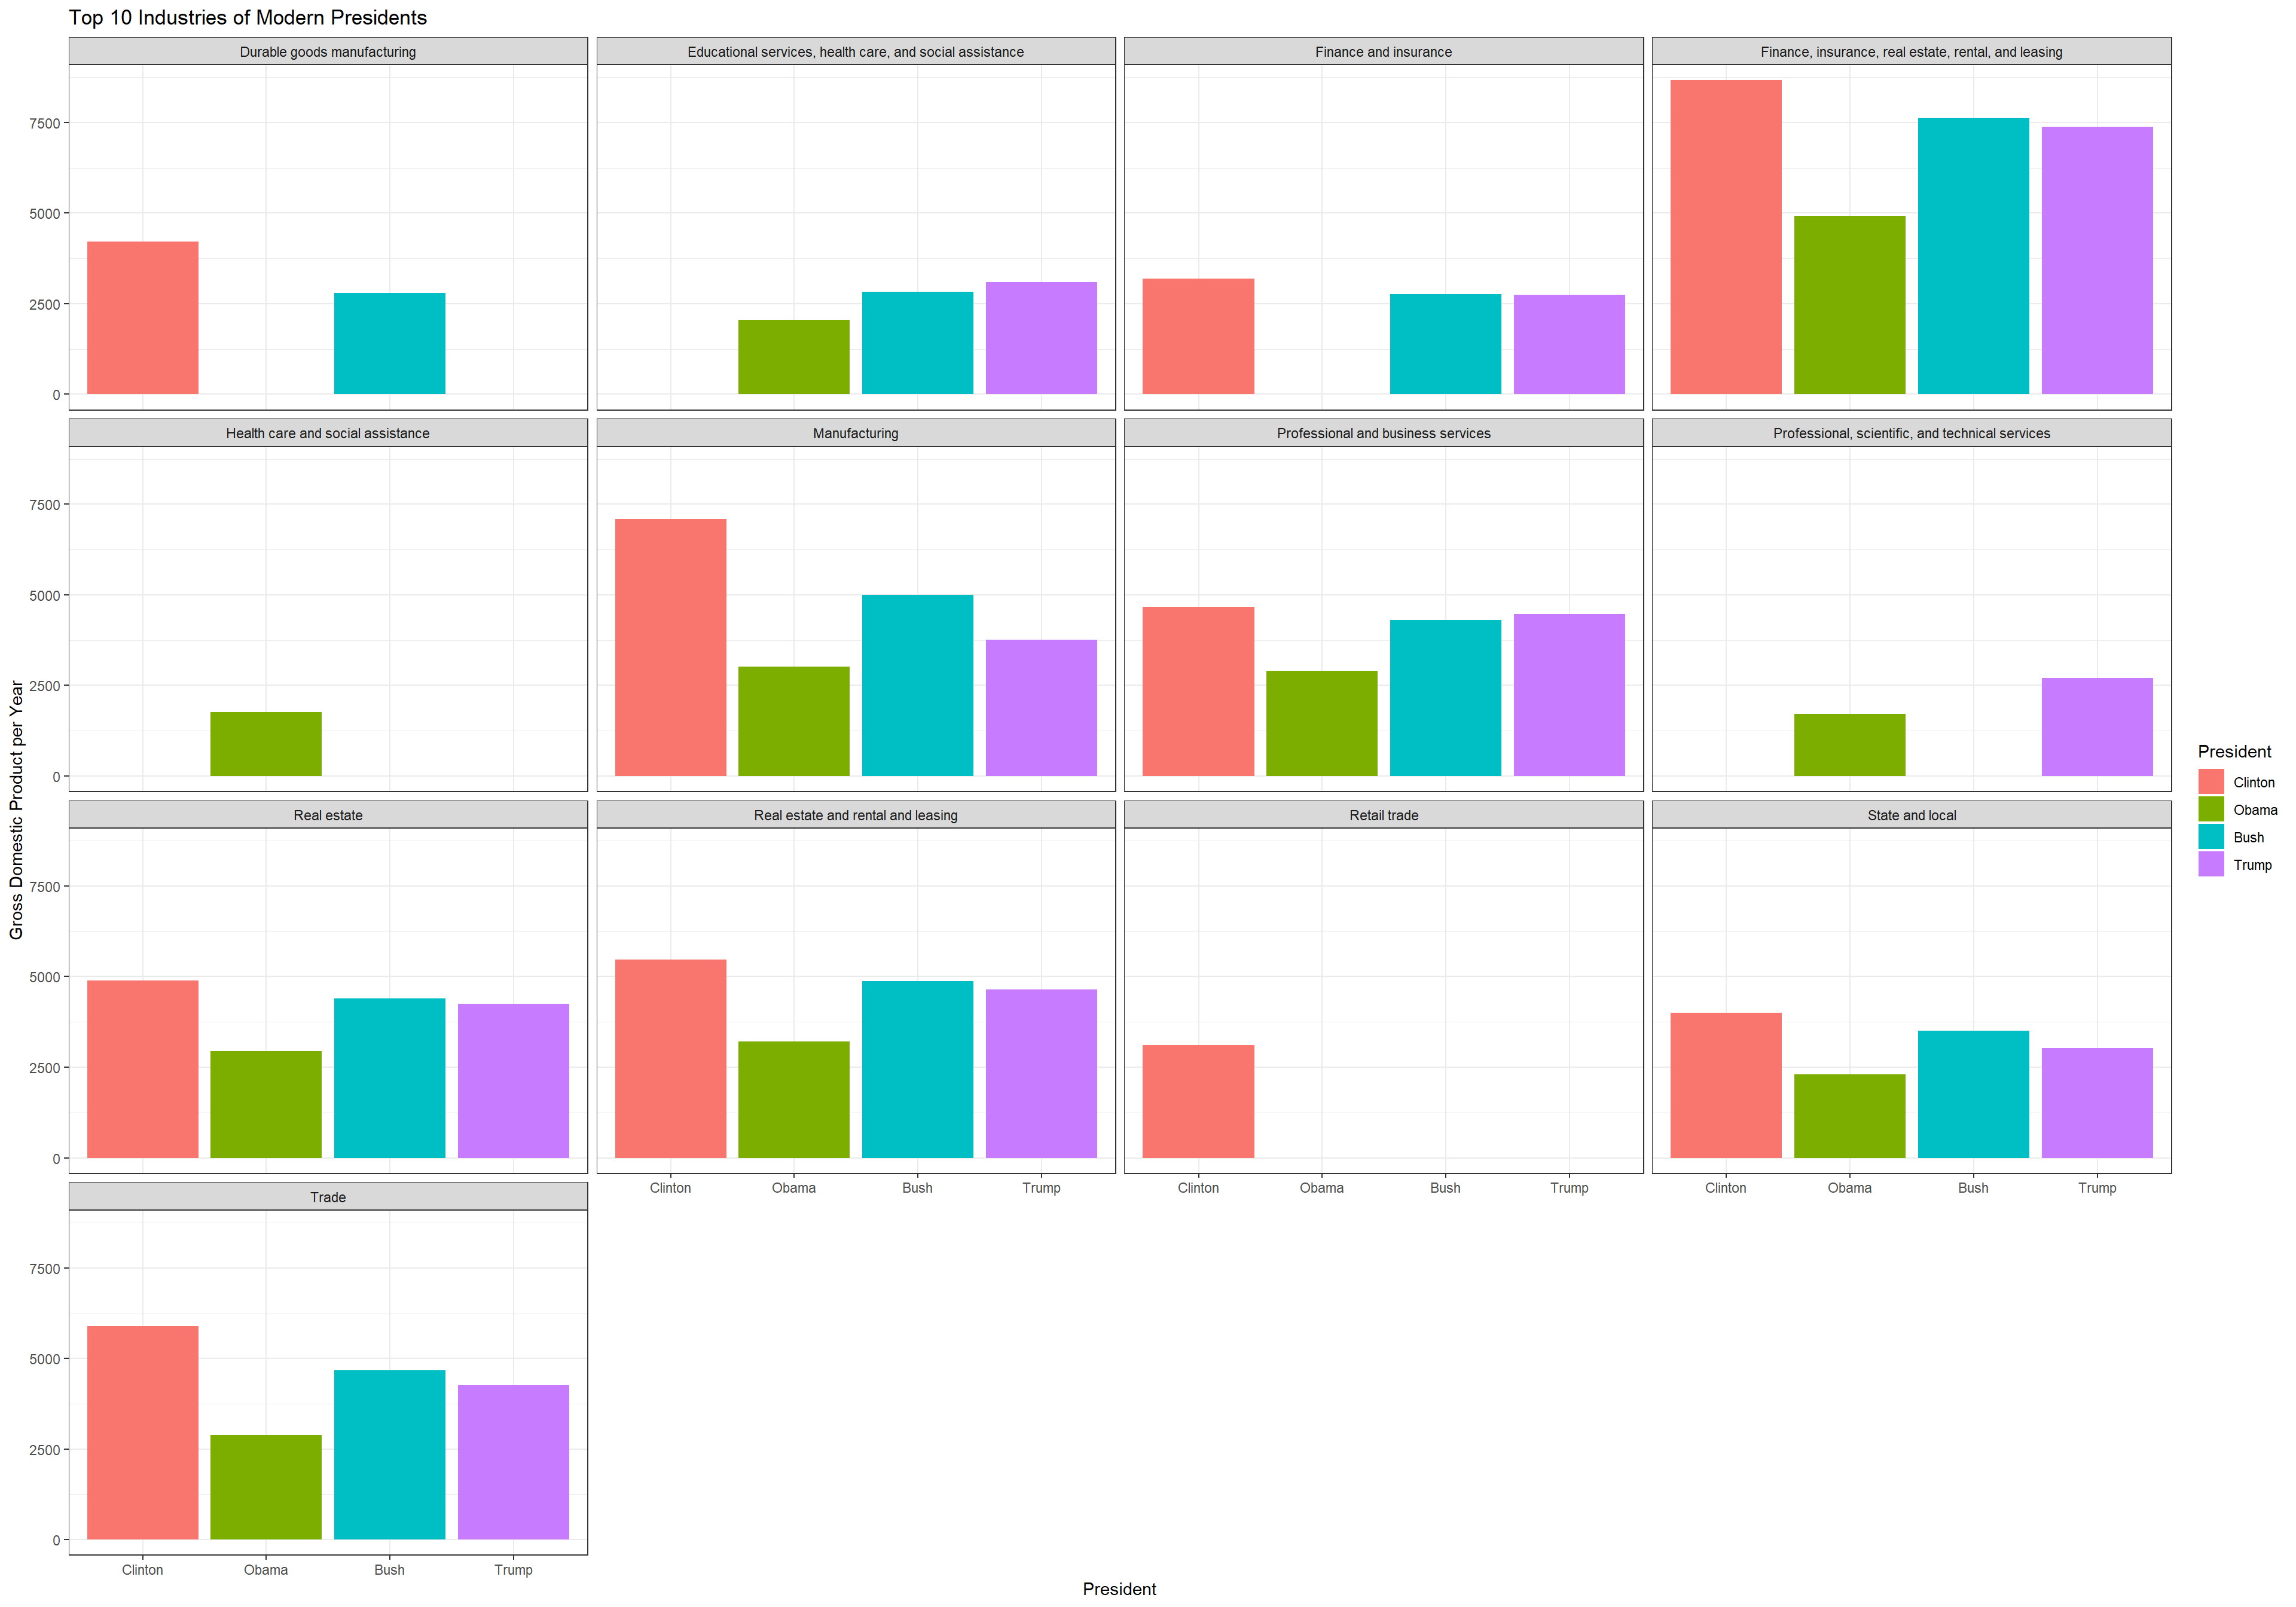 Top 10 Industries of Modern Presidents
Durable goods manufacturing
Educational services, health care, and social assistance
Finance and insurance
Finance, insurance, real estate, rental, and leasing
7500
5000
2500
0
Health care and social assistance
Manufacturing
Professional and business services
Professional, scientific, and technical services
7500
5000
2500
0
Gross Domestic Product per Year
Real estate
Real estate and rental and leasing
Retail trade
State and local
7500
5000
2500
0
Clinton Obama Bush Trump
Clinton Obama Bush Trump
Clinton Obama Bush Trump
Trade
7500
5000
2500
0
Clinton Obama Bush Trump
President
President
Clinton
Obama
Bush
Trump